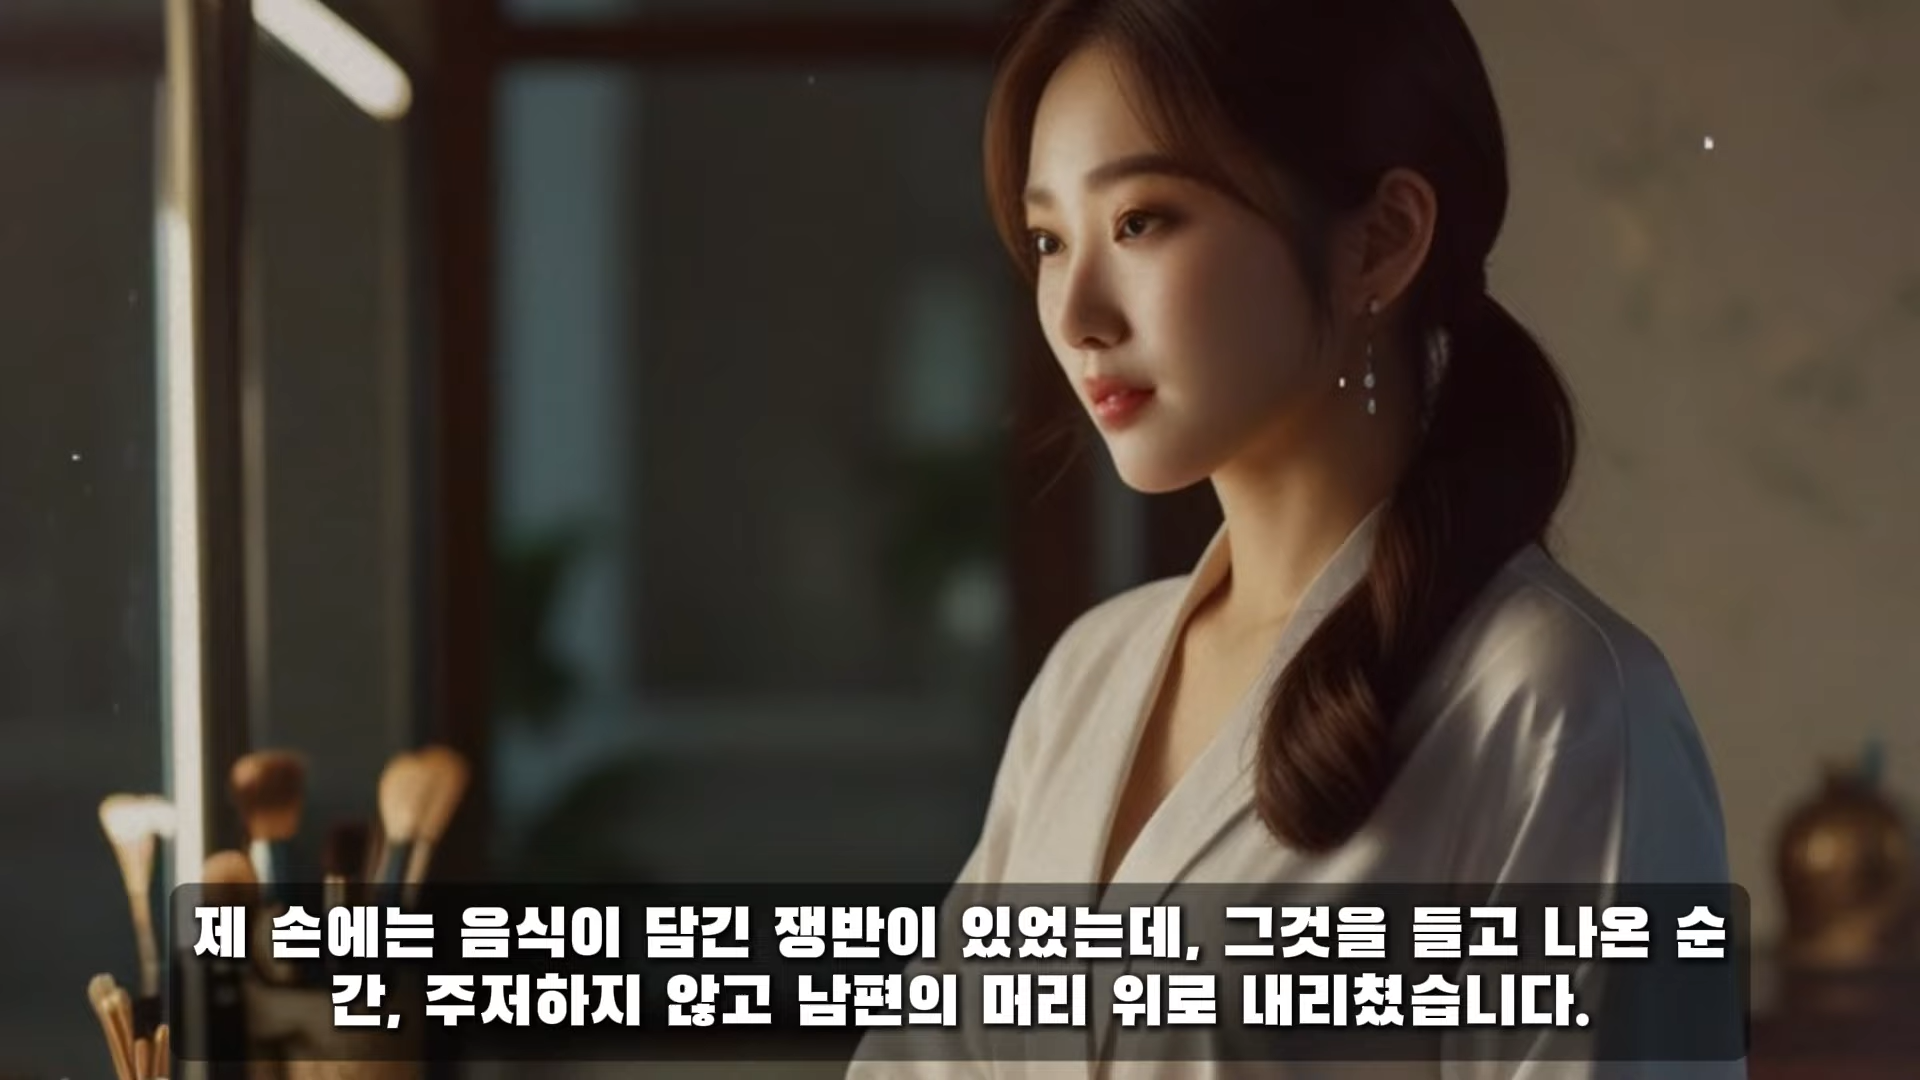 제 손에는 음식이 담긴 쟁반이 있었는데, 그것을 들고 나온 순
간, 주저하지 않고 남편의 머리 위로 내리쳤습니다.